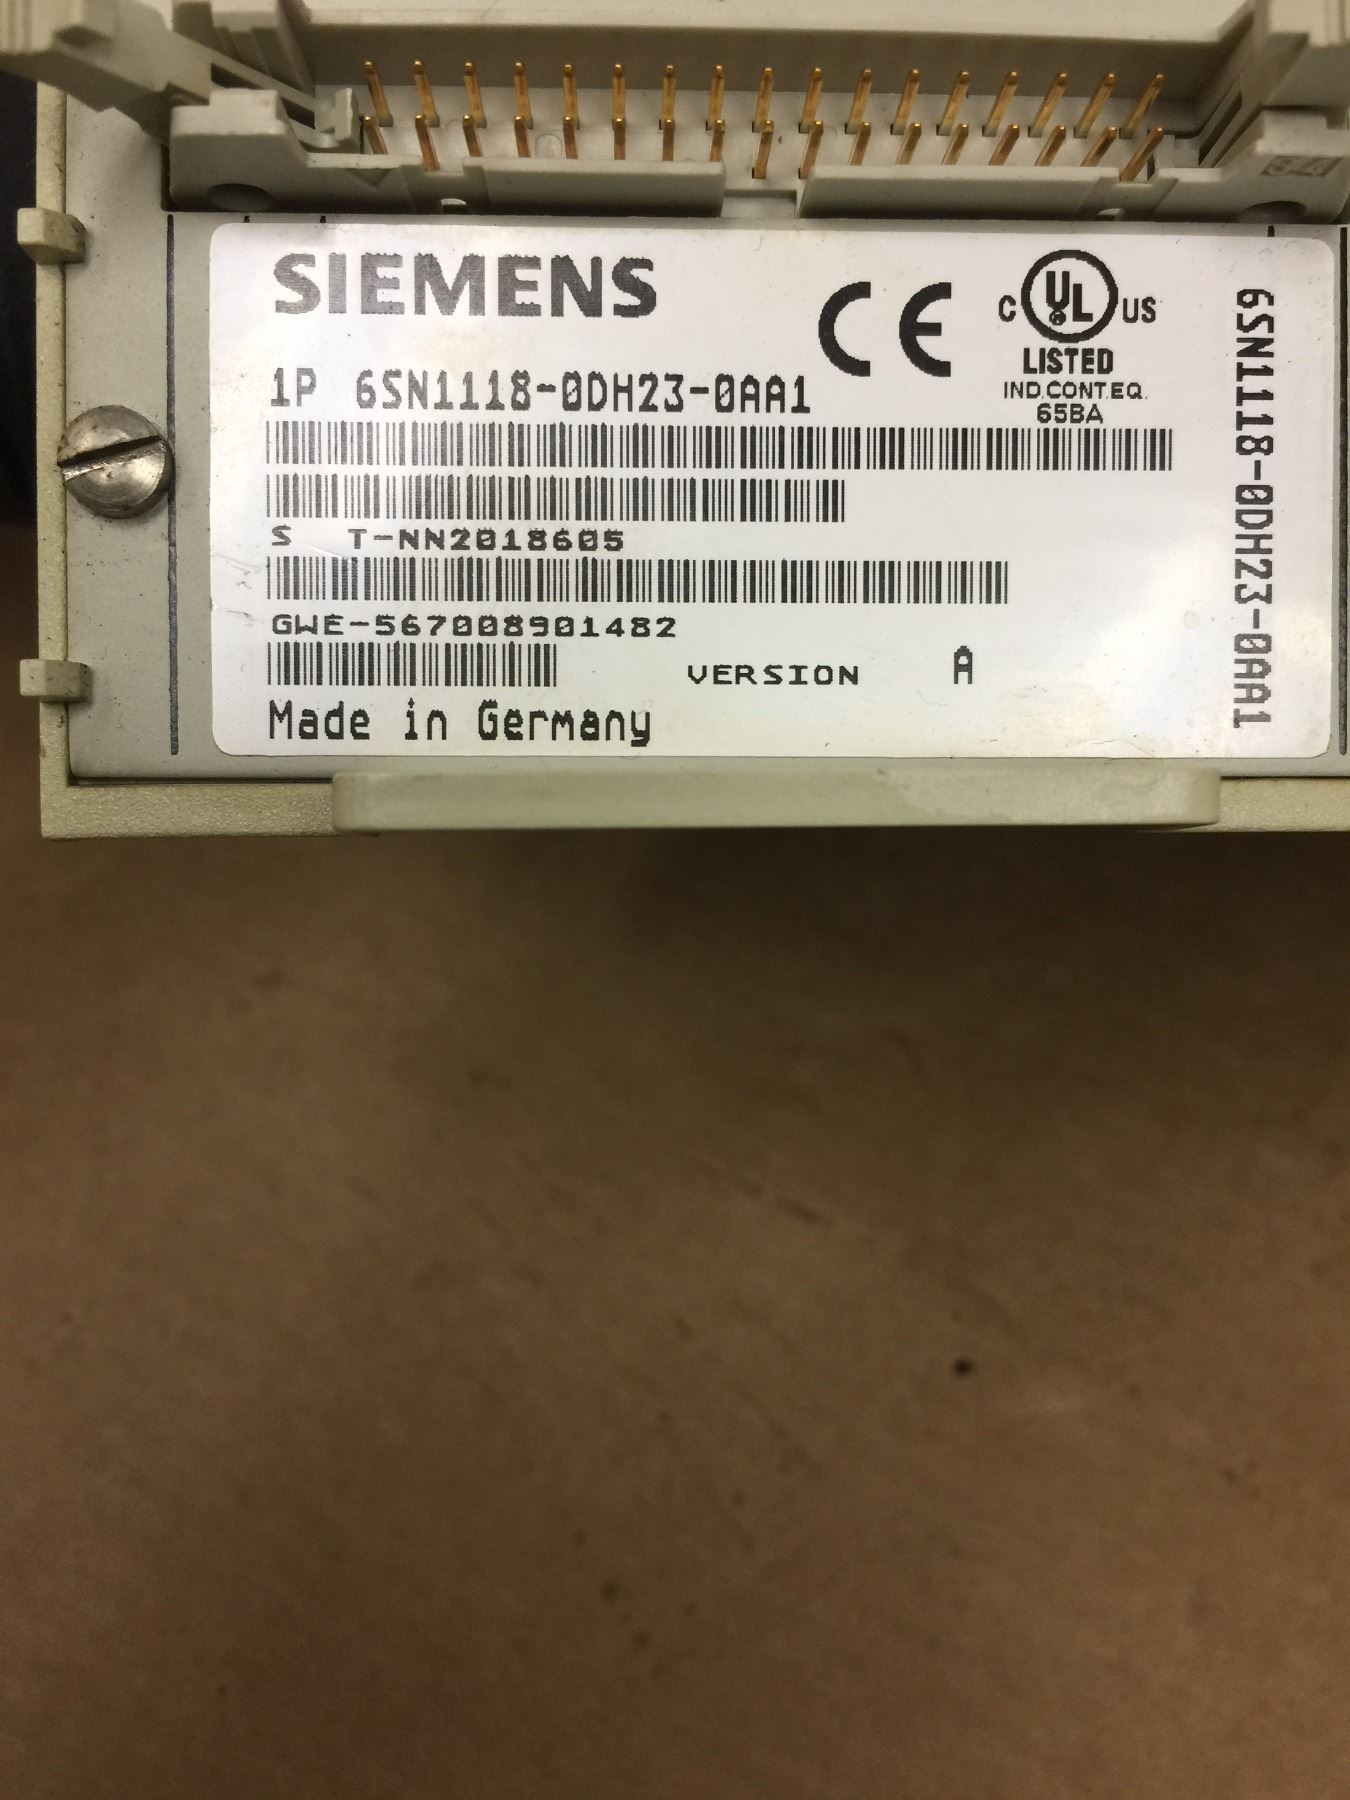 SIEMENS
CE
C UL US
LISTED
IND.CONT.EQ.
65BA
1P 6SN1118-0DH23-0AA1
S T-NN2018605
GWE-567008901482
VERSION A
Made in Germany
6SN1118-0DH23-0AA1